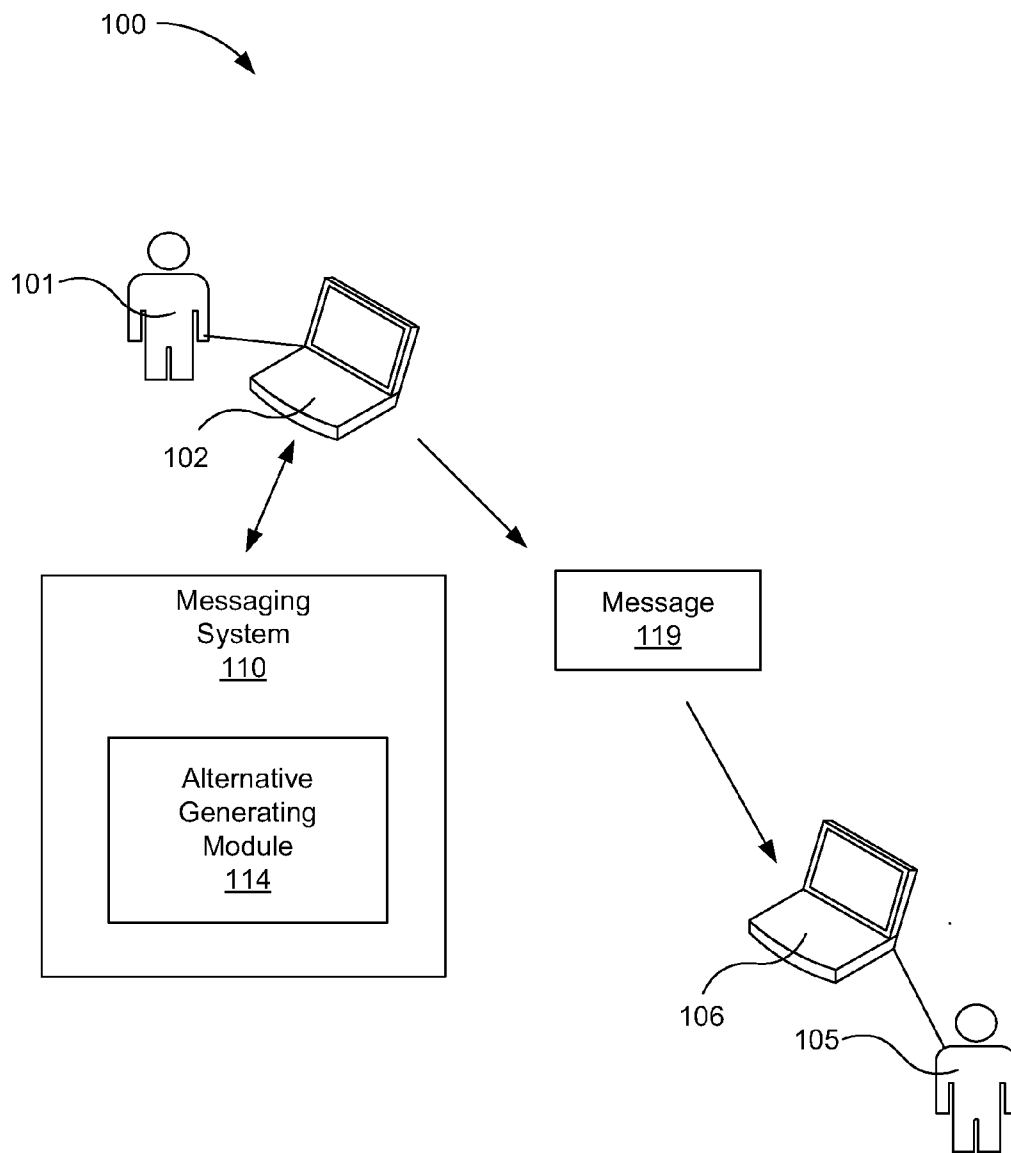 100
101
102
Messaging
System
110
Message
119
Alternative
Generating
Module
114
106
105